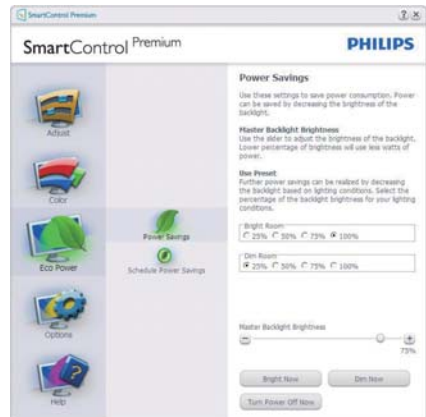 SmartControl Premium
SmartControl Premium
PHILIPS
Adjust
Color
Eco Power
Options
Help
Power Savings
Schedule Power Savings
Power Savings
Use these settings to save power consumption. Power
can be saved by decreasing the brightness of the
backlight.
Master Backlight Brightness
Use the slider to adjust the brightness of the backlight.
Lower percentage of brightness will use less watts of
power.
Use Preset
Further power savings can be realized by decreasing
the backlight based on lighting conditions. Select the
percentage of the backlight brightness for your lighting
conditions.
Bright Room
25% 50% 75% 100%
Dim Room
25% 50% 75% 100%
Master Backlight Brightness
75%
Bright Now
Dim Now
Turn Power Off Now